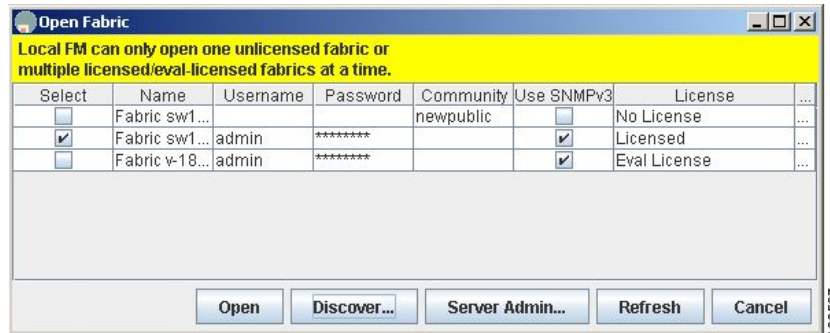 Open Fabric
Local FM can only open one unlicensed fabric or
multiple licensed/eval-licensed fabrics at a time.
Select Name Username Password Community Use SNMPv3 License ...
Fabric sw1... newpublic No License ...
Fabric sw1... admin ******** Licensed ...
Fabric v-18... admin ******** Eval License ...
Open Discover... Server Admin... Refresh Cancel